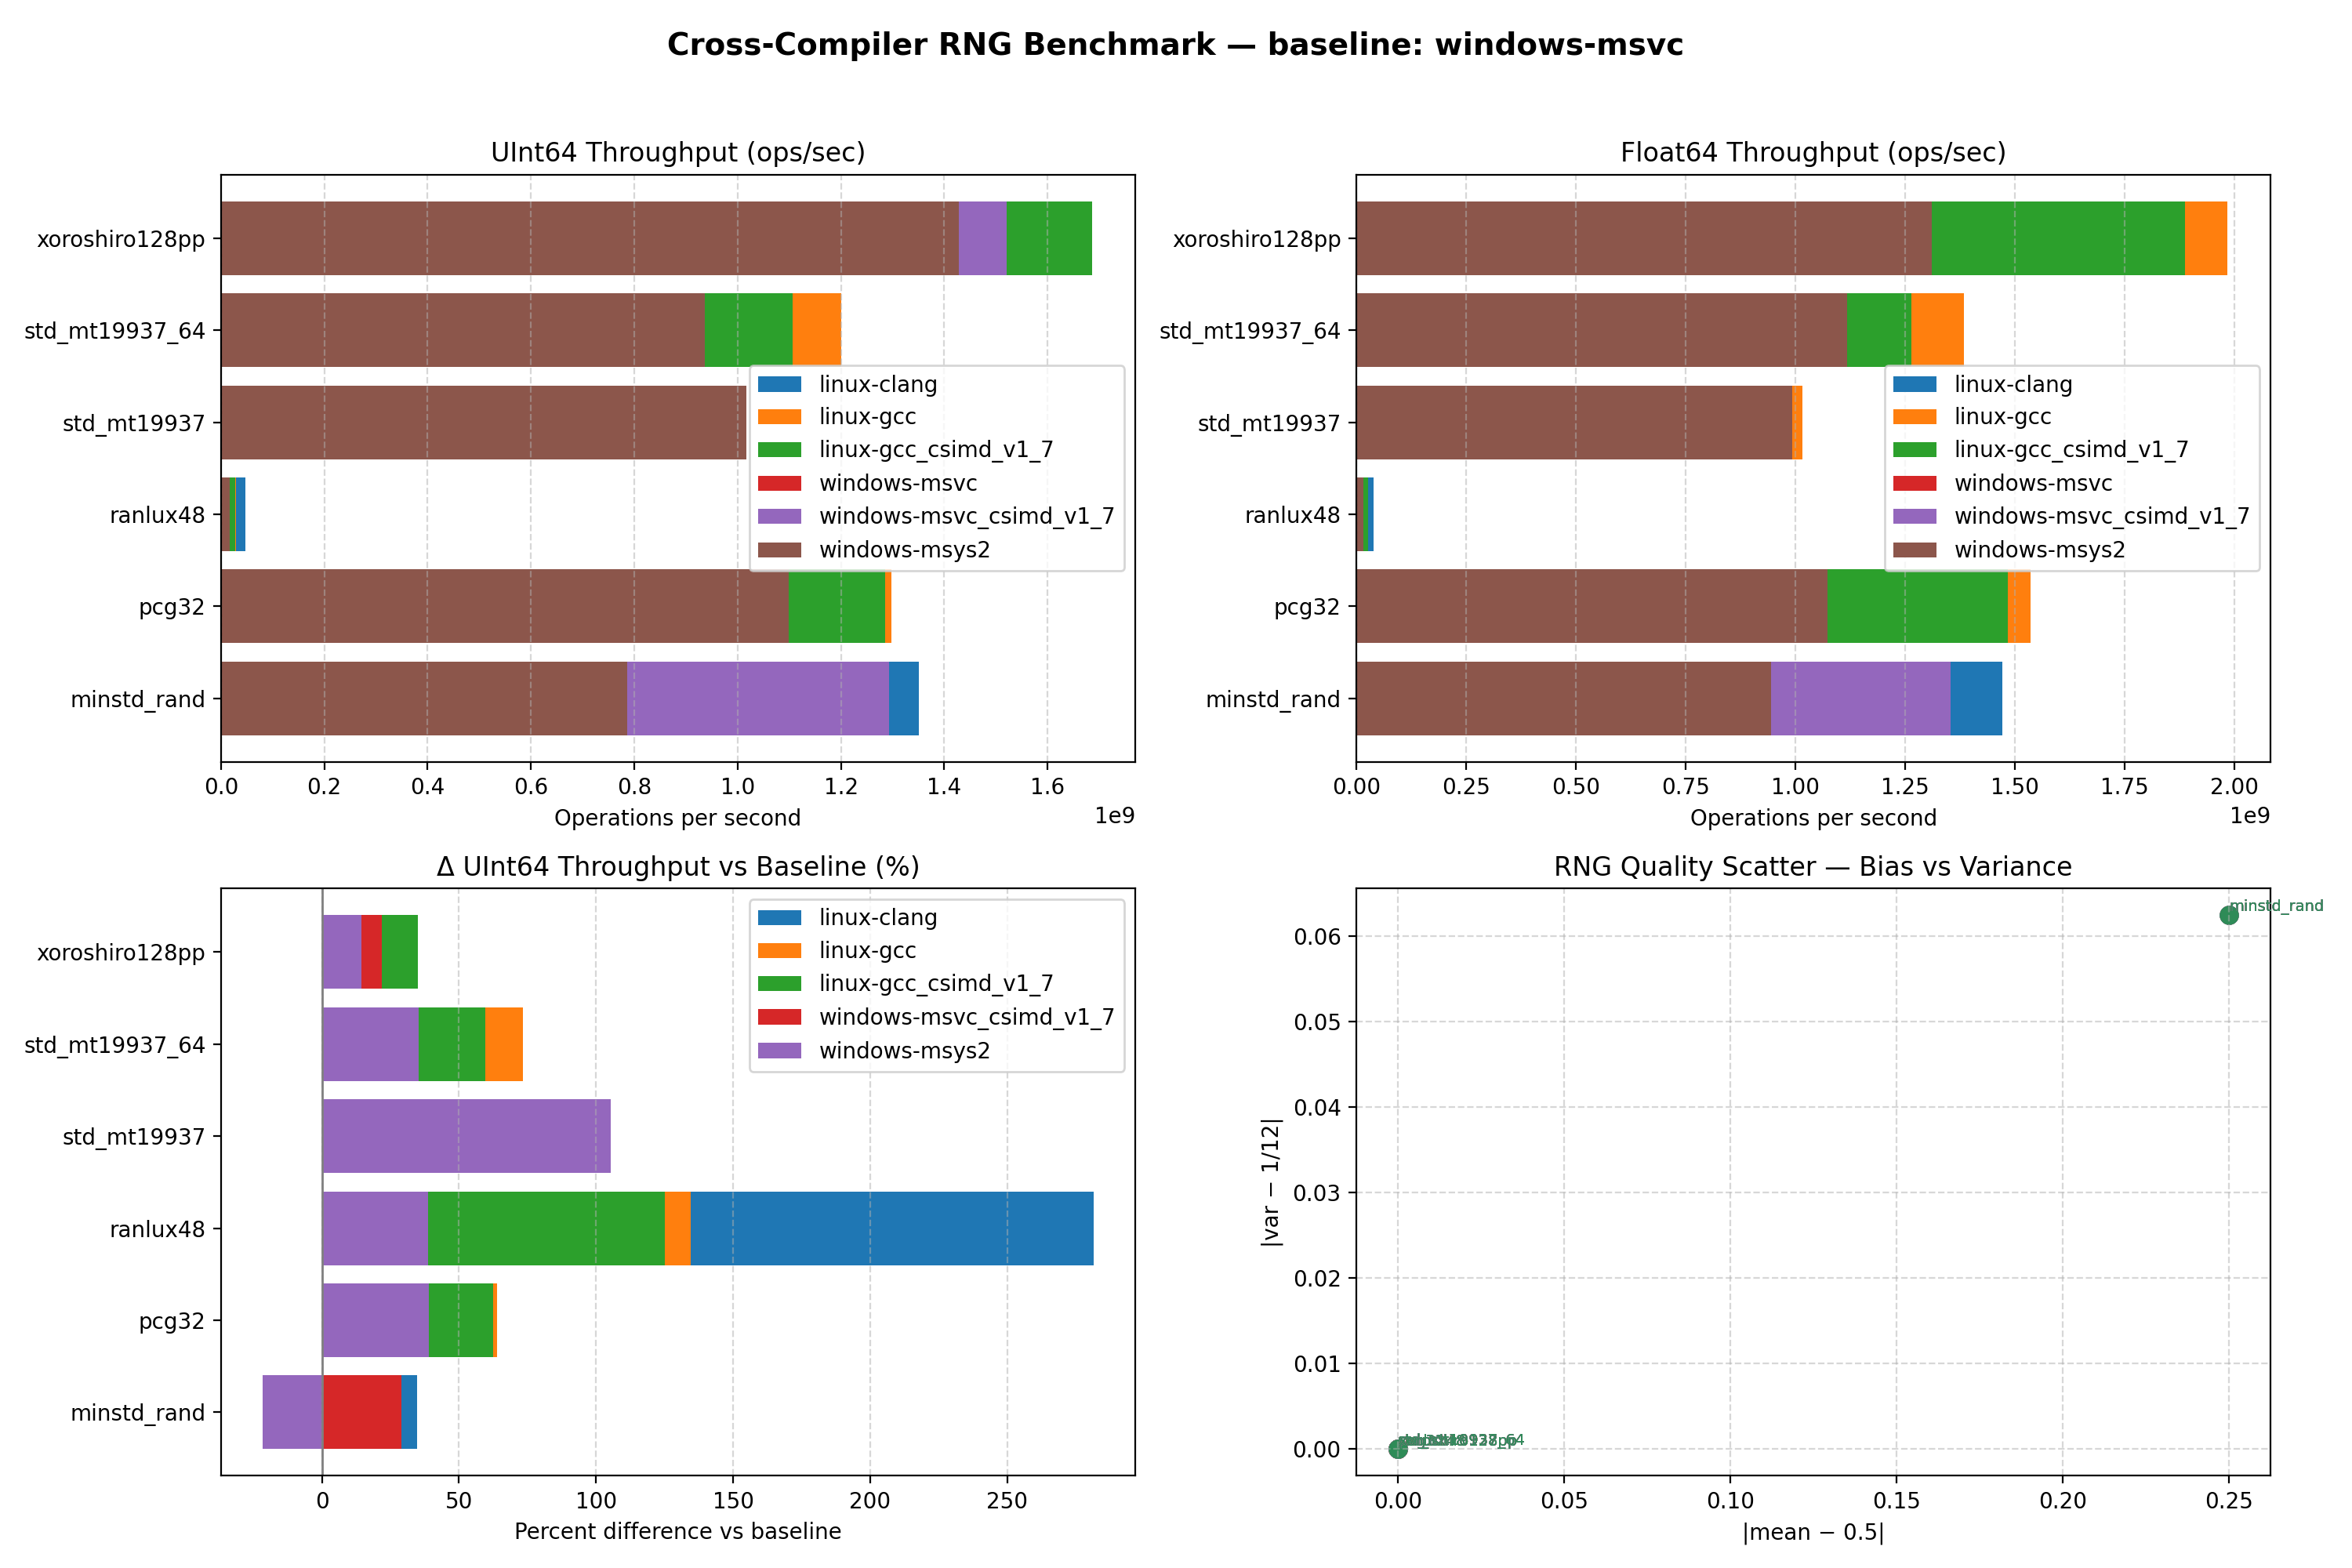 Cross-Compiler RNG Benchmark — baseline: windows-msvc
UInt64 Throughput (ops/sec)
xoroshiro128pp
std_mt19937_64
std_mt19937
ranlux48
pcg32
minstd_rand
linux-clang
linux-gcc
linux-gcc_csimd_v1_7
windows-msvc
windows-msvc_csimd_v1_7
windows-msys2
0.0 0.2 0.4 0.6 0.8 1.0 1.2 1.4 1.6
1e9
Operations per second
Float64 Throughput (ops/sec)
xoroshiro128pp
std_mt19937_64
std_mt19937
ranlux48
pcg32
minstd_rand
linux-clang
linux-gcc
linux-gcc_csimd_v1_7
windows-msvc
windows-msvc_csimd_v1_7
windows-msys2
0.00 0.25 0.50 0.75 1.00 1.25 1.50 1.75 2.00
1e9
Operations per second
Δ UInt64 Throughput vs Baseline (%)
xoroshiro128pp
std_mt19937_64
std_mt19937
ranlux48
pcg32
minstd_rand
linux-clang
linux-gcc
linux-gcc_csimd_v1_7
windows-msvc_csimd_v1_7
windows-msys2
0 50 100 150 200 250
Percent difference vs baseline
RNG Quality Scatter — Bias vs Variance
minstd_rand
0.06
0.05
0.04
0.03
0.02
0.01
0.00
|var − 1/12|
0.00 0.05 0.10 0.15 0.20 0.25
|mean − 0.5|